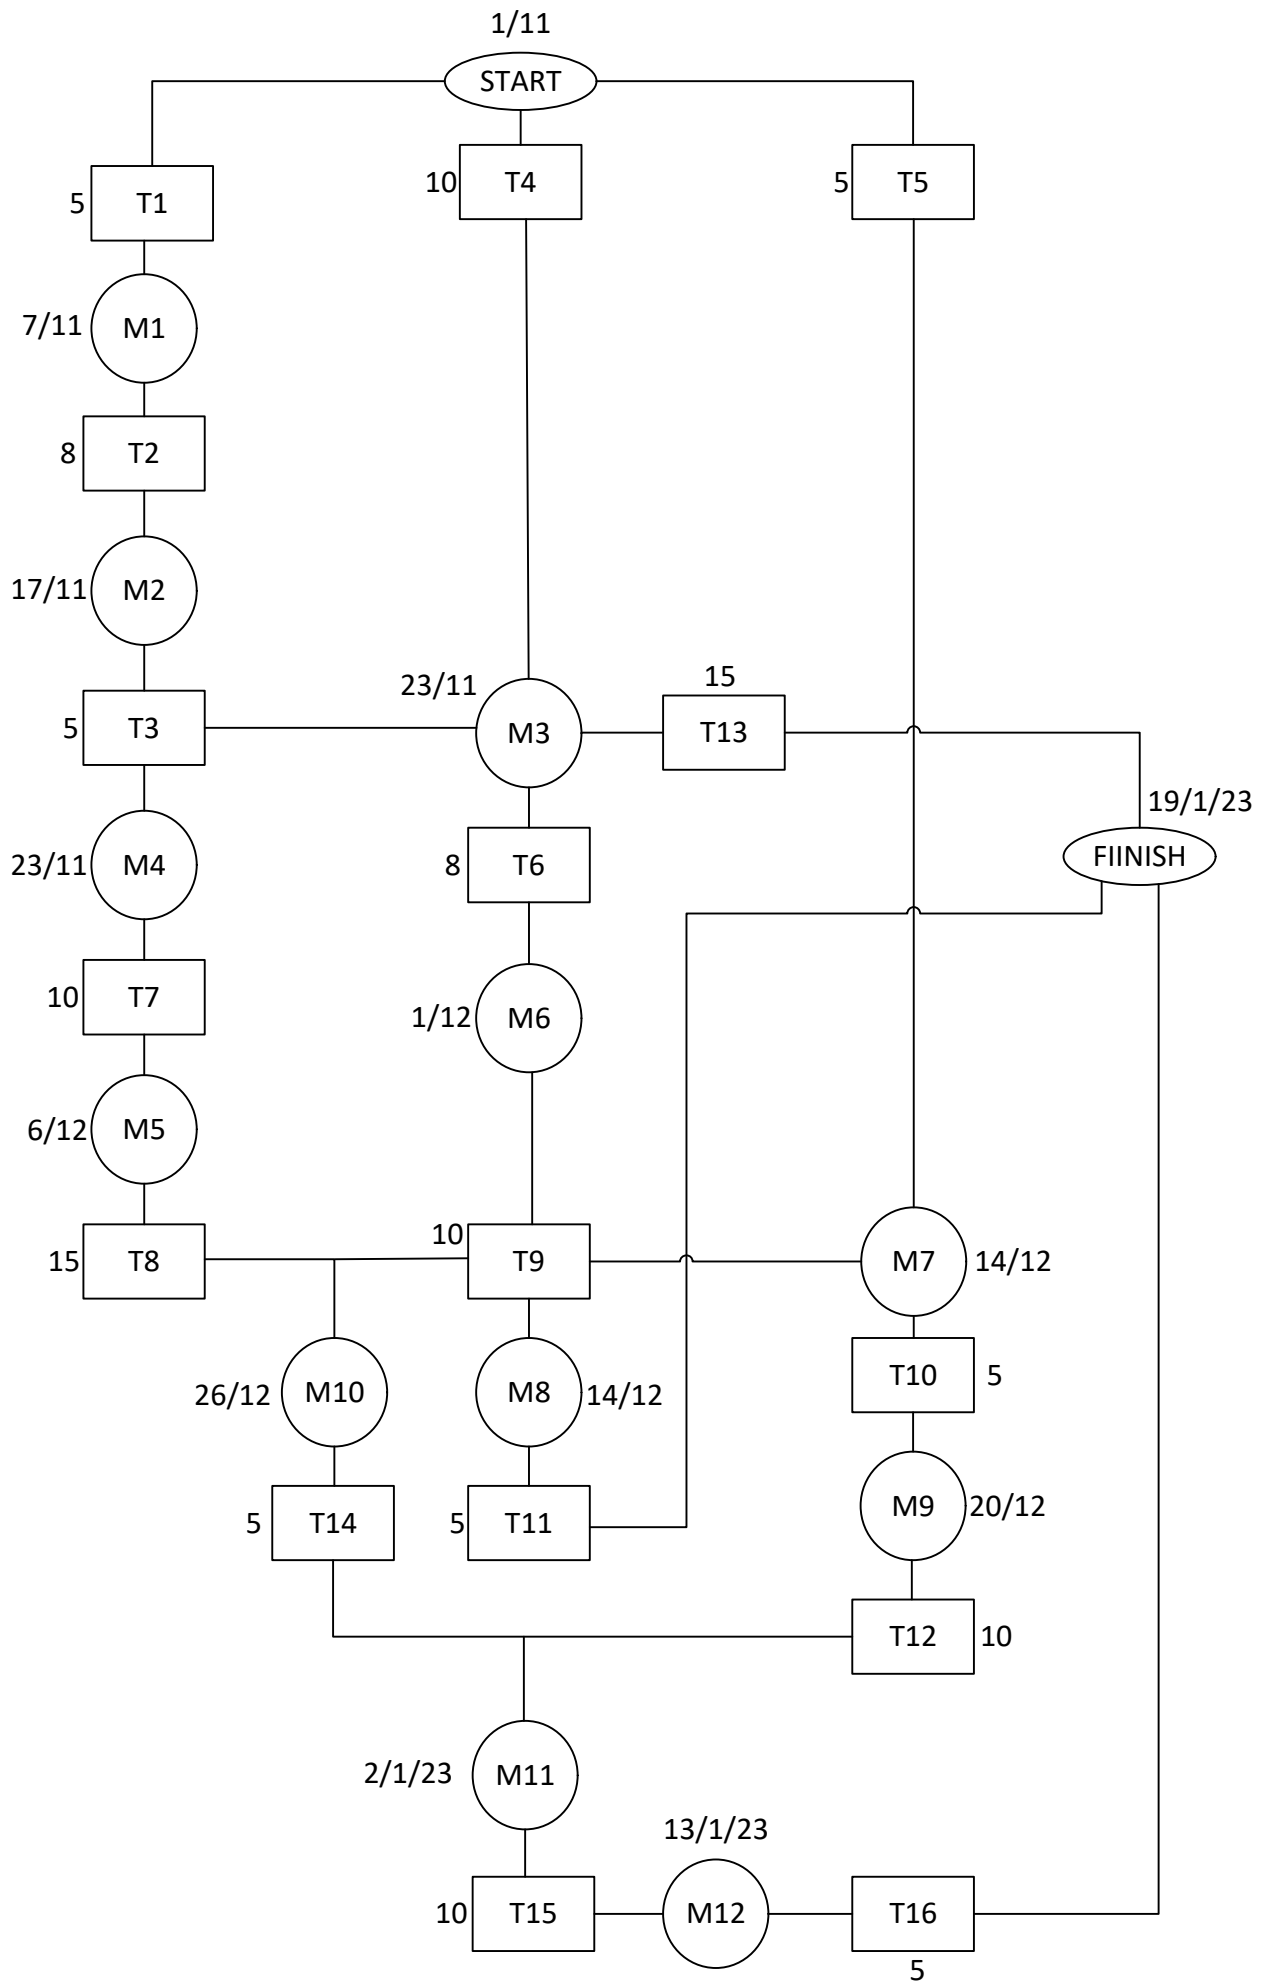 1/11
START
5 T1
10 T4
5 T5
7/11 M1
8 T2
17/11 M2
15
23/11
5 T3
M3
T13
19/1/23
FIINISH
23/11 M4
8 T6
10 T7
1/12 M6
6/12 M5
10
15 T8
T9
M7 14/12
26/12 M10
M8 14/12
T10 5
M9 20/12
5 T14
5 T11
T12 10
2/1/23 M11
13/1/23
10 T15
M12
T16
5